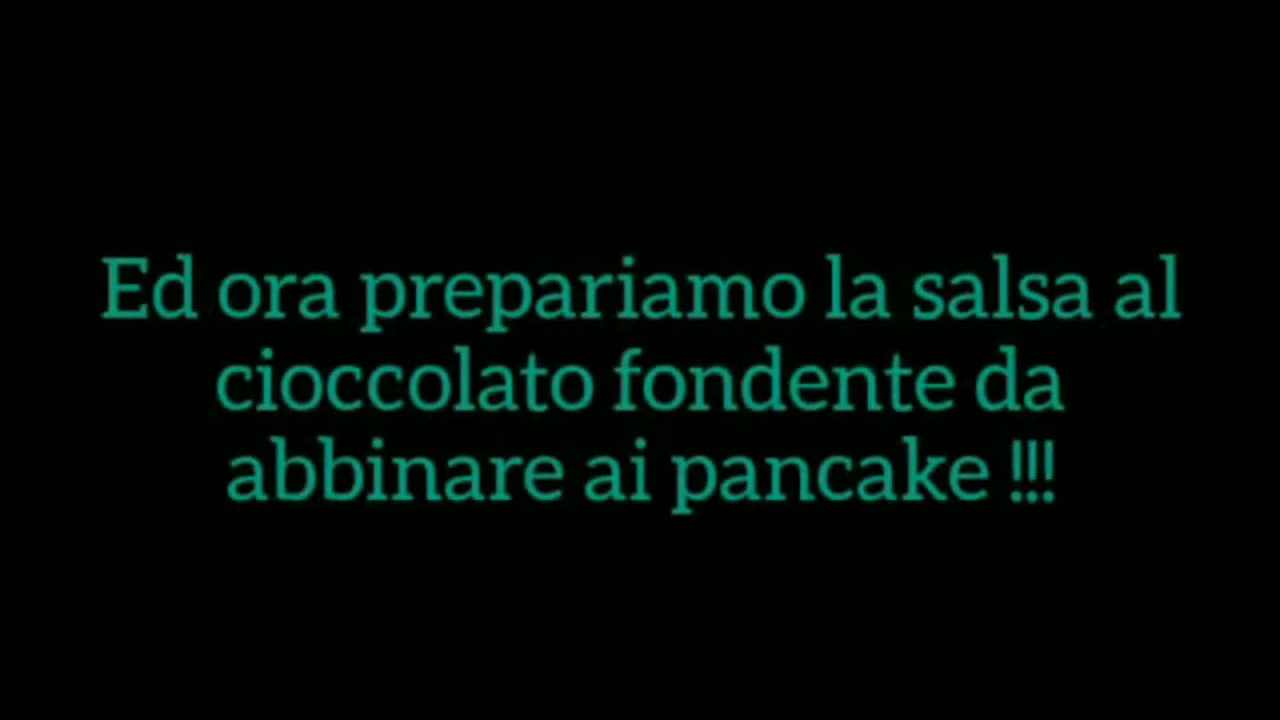 Ed ora prepariamo la salsa al
cioccolato fondente da
abbinare ai pancake !!!